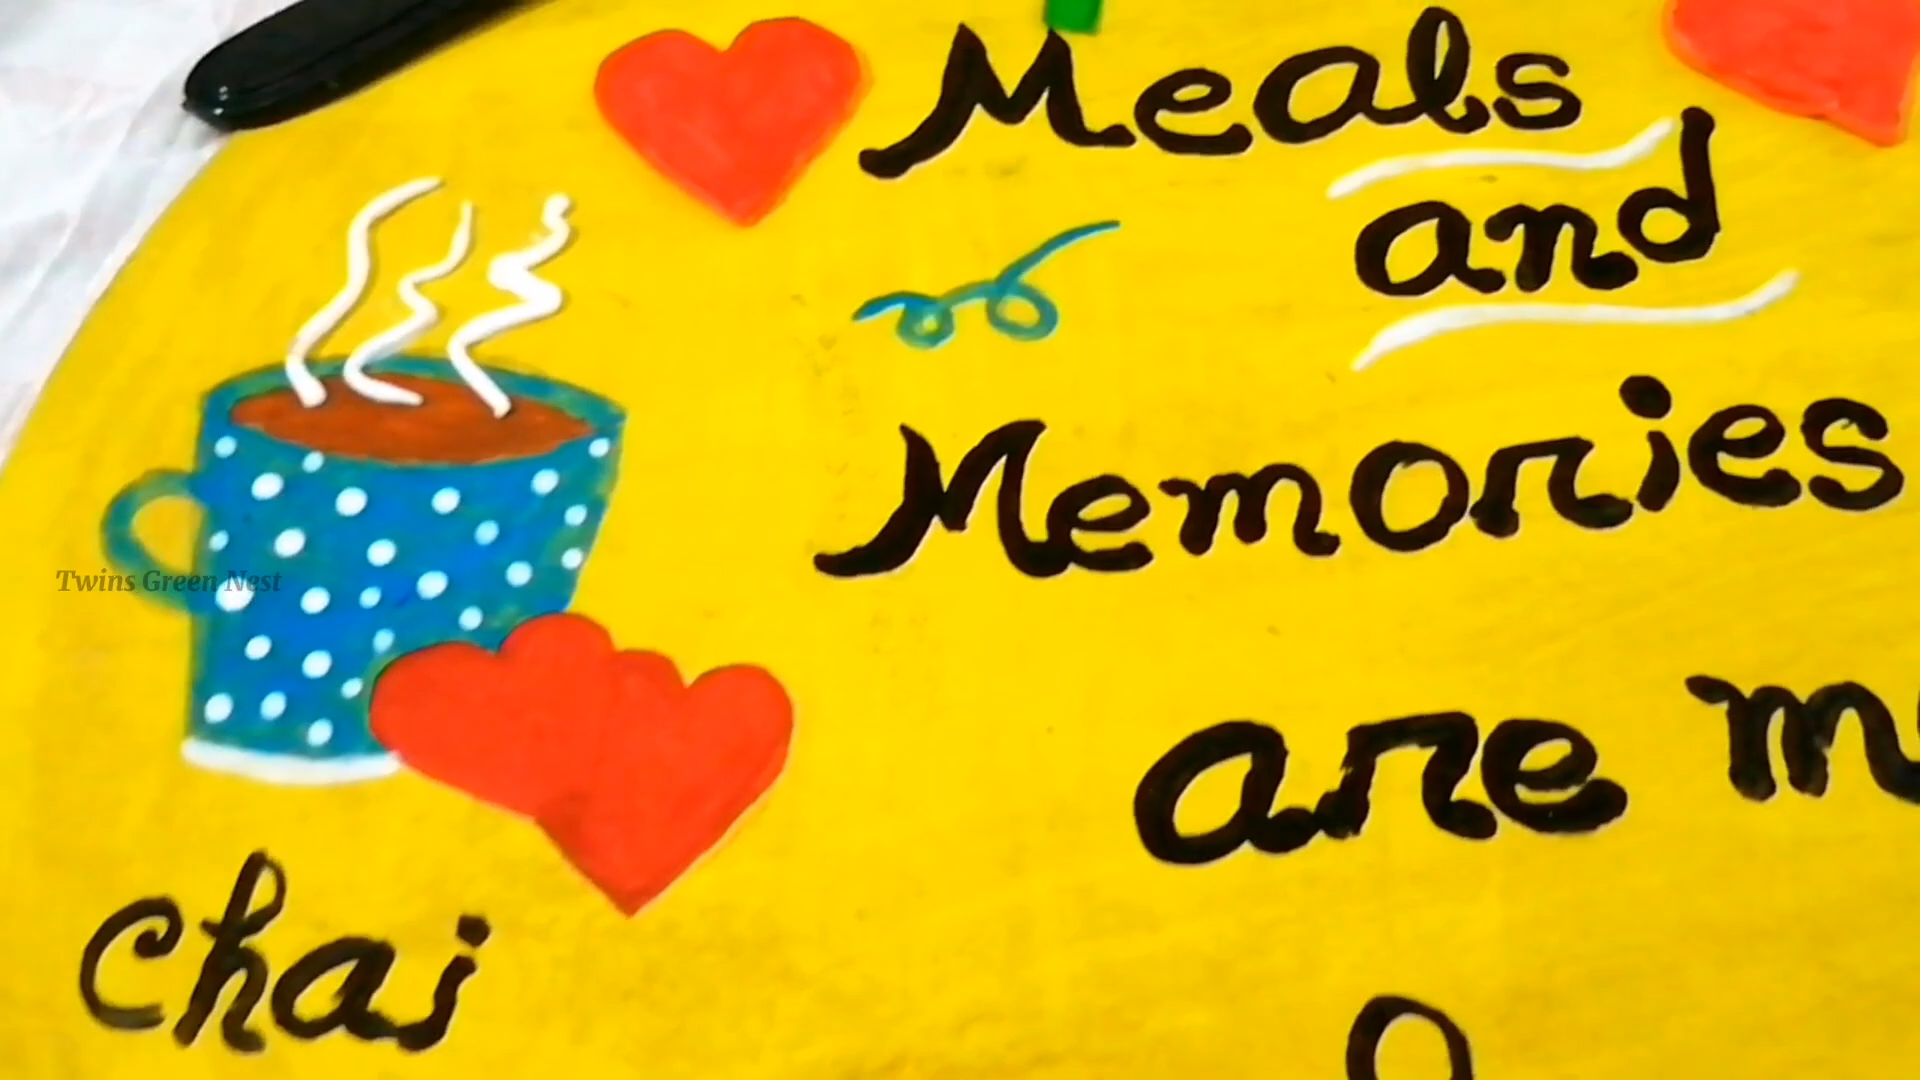 Meals
and
Memories
are
Twins Green Nest
chai